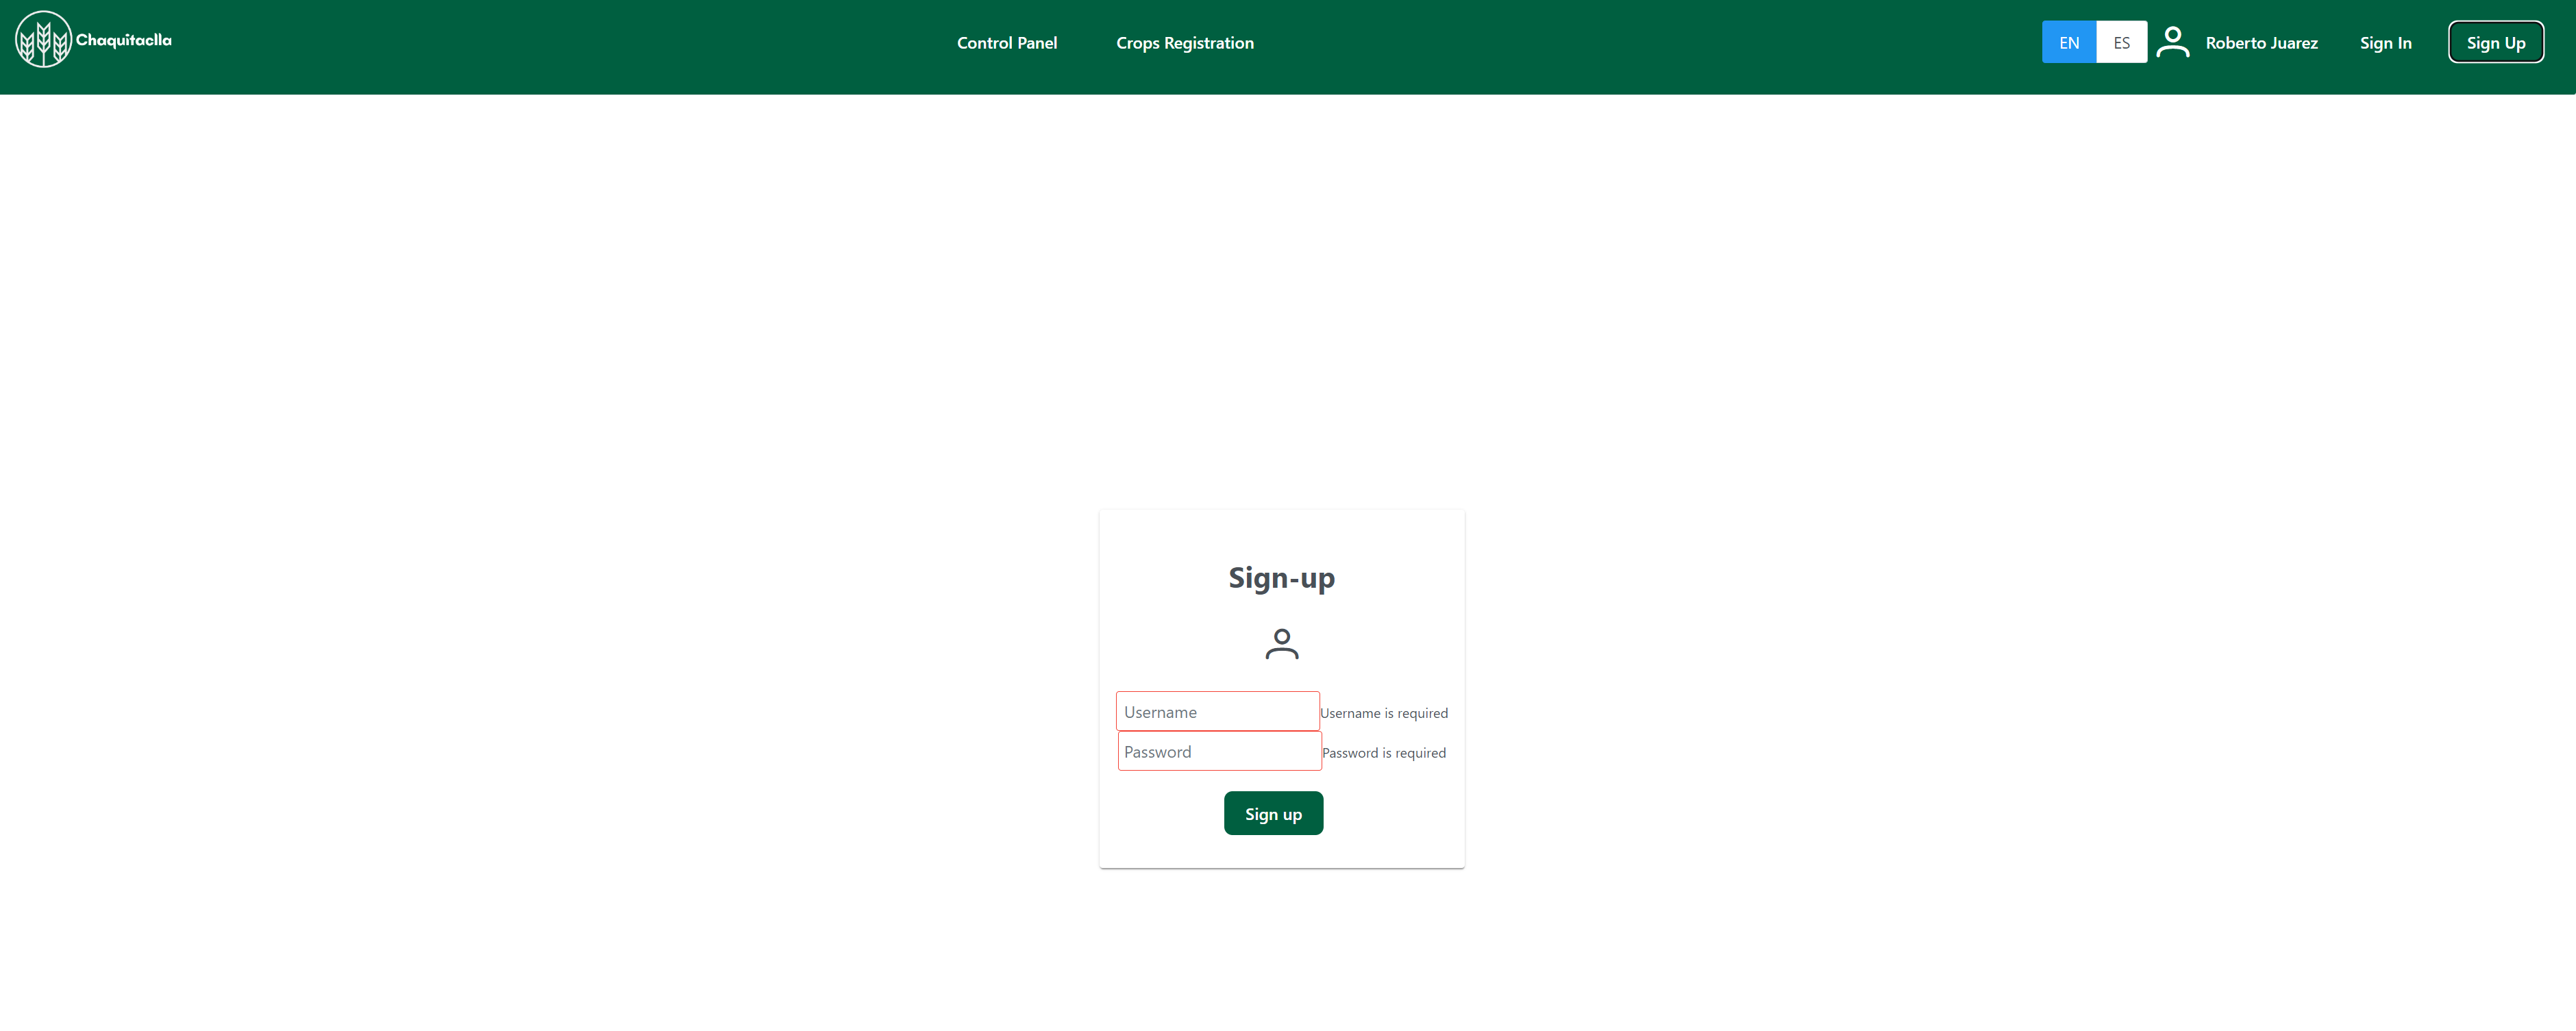 Chaquitaclla
Control Panel
Crops Registration
EN
ES
Roberto Juarez
Sign In
Sign Up
Sign-up
Username
Username is required
Password
Password is required
Sign up